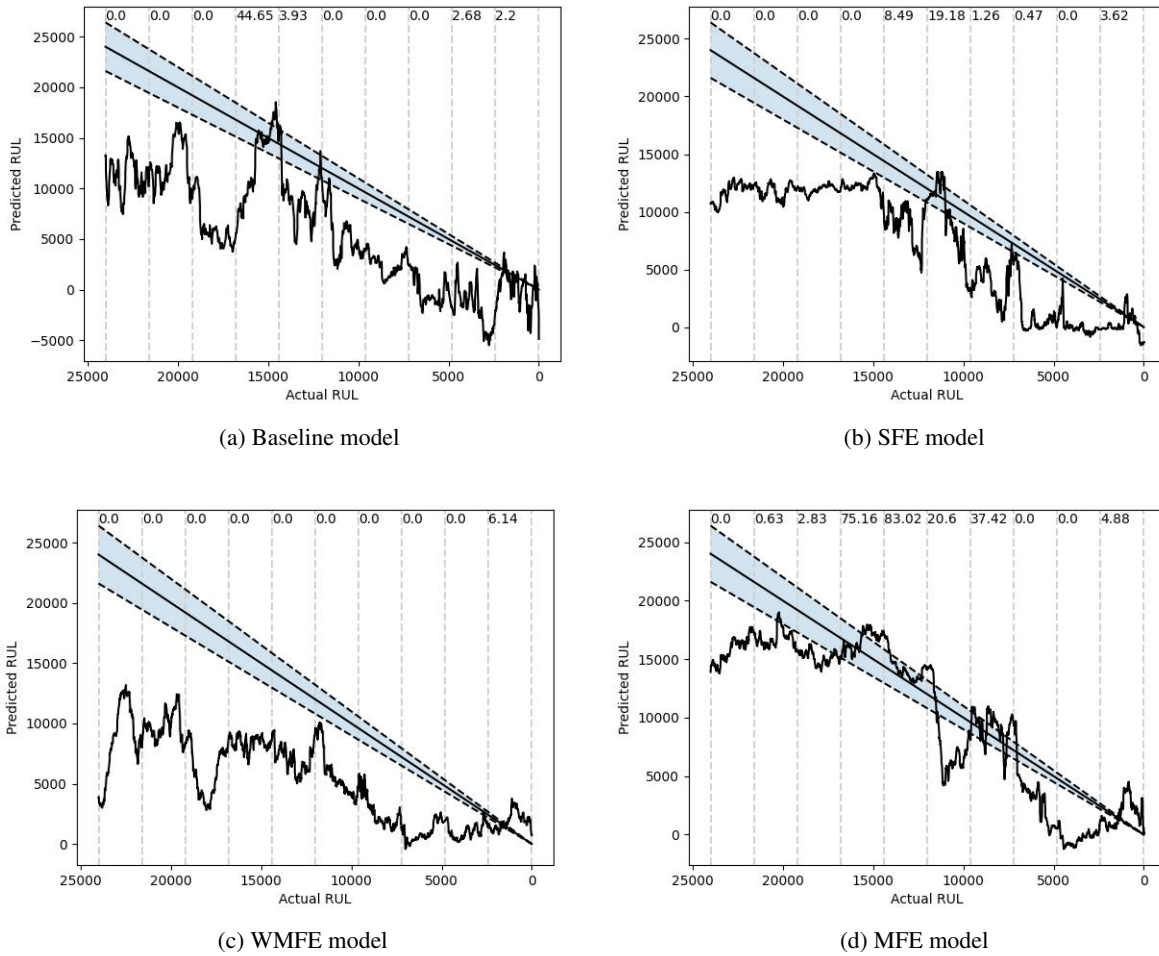 0.0 0.0 0.0 44.65 3.93 0.0 0.0 0.0 2.68 2.2
25000
20000
15000
10000
5000
0
−5000
Predicted RUL
25000 20000 15000 10000 5000 0
Actual RUL
(a) Baseline model
0.0 0.0 0.0 0.0 8.49 19.18 1.26 0.47 0.0 3.62
25000
20000
15000
10000
5000
0
Predicted RUL
25000 20000 15000 10000 5000 0
Actual RUL
(b) SFE model
0.0 0.0 0.0 0.0 0.0 0.0 0.0 0.0 0.0 6.14
25000
20000
15000
10000
5000
0
Predicted RUL
25000 20000 15000 10000 5000 0
Actual RUL
(c) WMFE model
0.0 0.63 2.83 75.16 83.02 20.6 37.42 0.0 0.0 4.88
25000
20000
15000
10000
5000
0
Predicted RUL
25000 20000 15000 10000 5000 0
Actual RUL
(d) MFE model